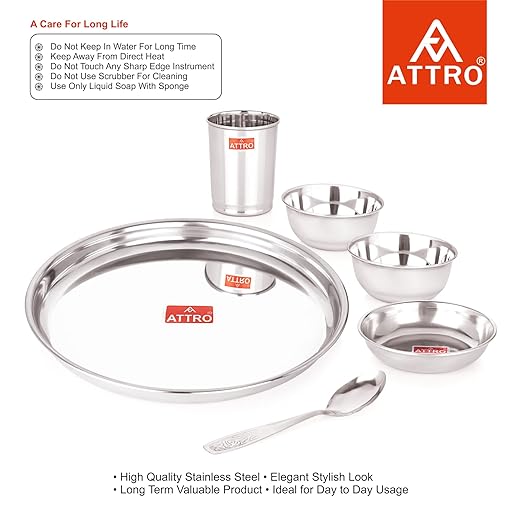 A Care For Long Life
Do Not Keep In Water For Long Time
Keep Away From Direct Heat
Do Not Touch Any Sharp Edge Instrument
Do Not Use Scrubber For Cleaning
Use Only Liquid Soap With Sponge
ATTRO®
ATTRO
ATTRO
ATTRO
ATTRO
• High Quality Stainless Steel • Elegant Stylish Look
• Long Term Valuable Product • Ideal for Day to Day Usage